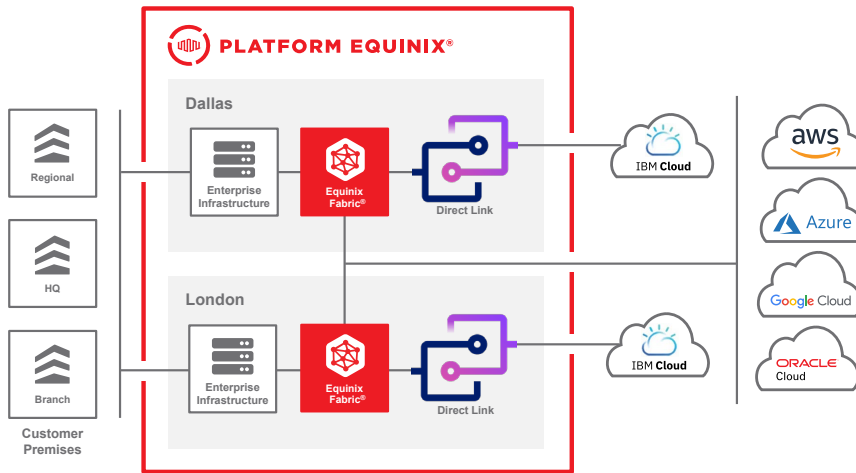 PLATFORM EQUINIX®
Dallas
Regional
Enterprise
Infrastructure
Equinix
Fabric®
Direct Link
IBM Cloud
aws
Azure
HQ
London
Google Cloud
Branch
Enterprise
Infrastructure
Equinix
Fabric®
Direct Link
IBM Cloud
ORACLE
Cloud
Customer
Premises